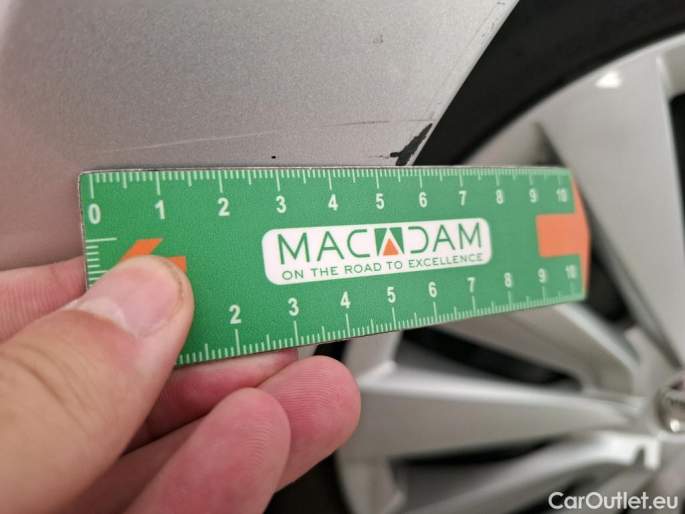 0 1 2 3 4 5 6 7 8 9 10
MACADAM
ON THE ROAD TO EXCELLENCE
2 3 4 5 6 7 8 9 10
CarOutlet.eu